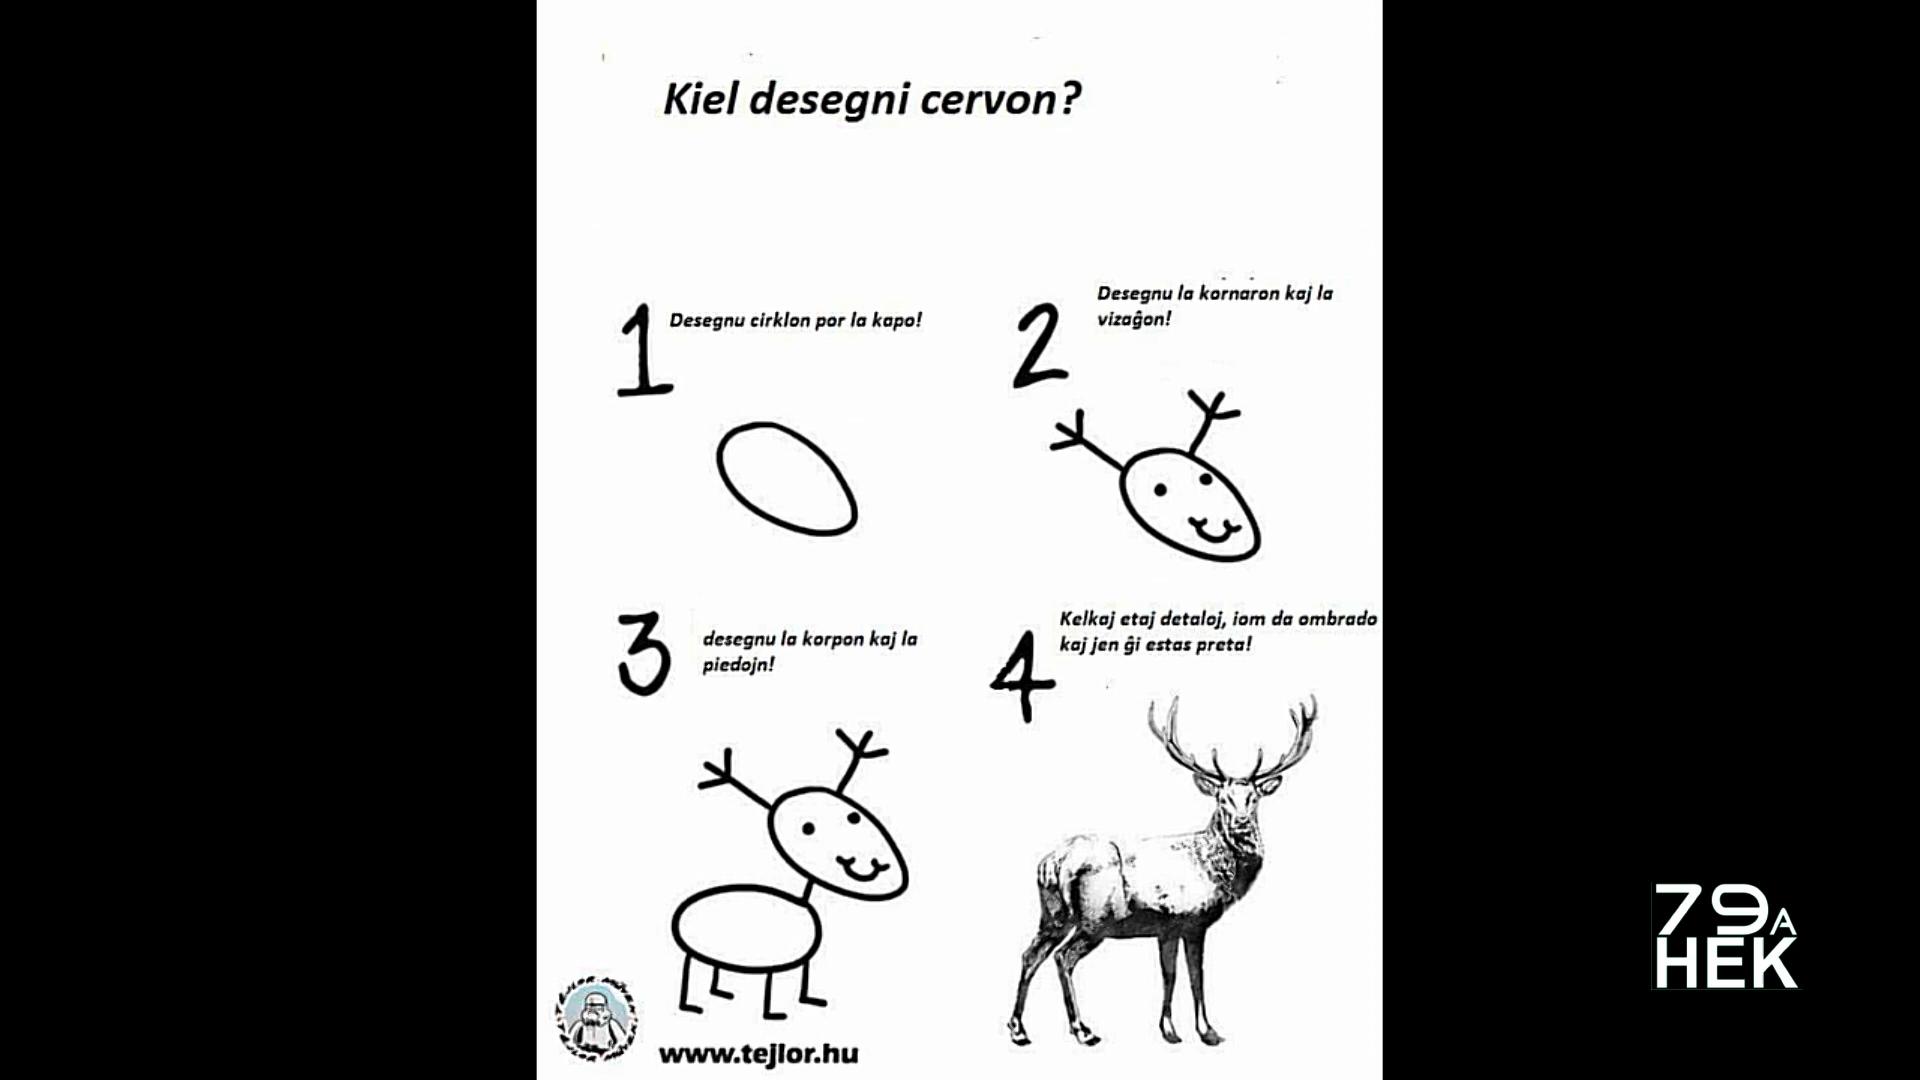 Kiel desegni cervon?
1
Desegnu cirklon por la kapo!
2
Desegnu la kornaron kaj la
vizaĝon!
3
desegnu la korpon kaj la
piedojn!
4
Kelkaj etaj detaloj, iom da ombrado
kaj jen ĝi estas preta!
www.tejlor.hu
79A
HEK